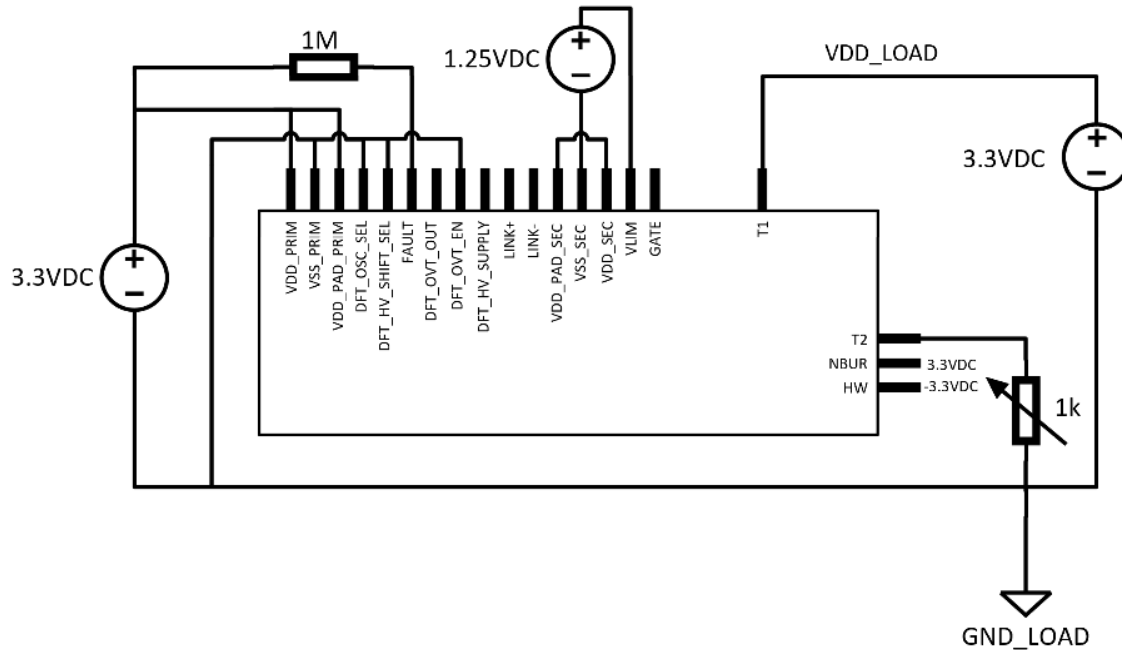 1M
1.25VDC
VDD_LOAD
3.3VDC
3.3VDC
VDD_PRIM
VSS_PRIM
VDD_PAD_PRIM
DFT_OSC_SEL
DFT_HV_SHIFT_SEL
FAULT
DFT_OVT_OUT
DFT_OVT_EN
DFT_HV_SUPPLY
LINK+
LINK-
VDD_PAD_SEC
VSS_SEC
VDD_SEC
VLIM
GATE
T1
T2
NBUR 3.3VDC
HW -3.3VDC
1k
GND_LOAD